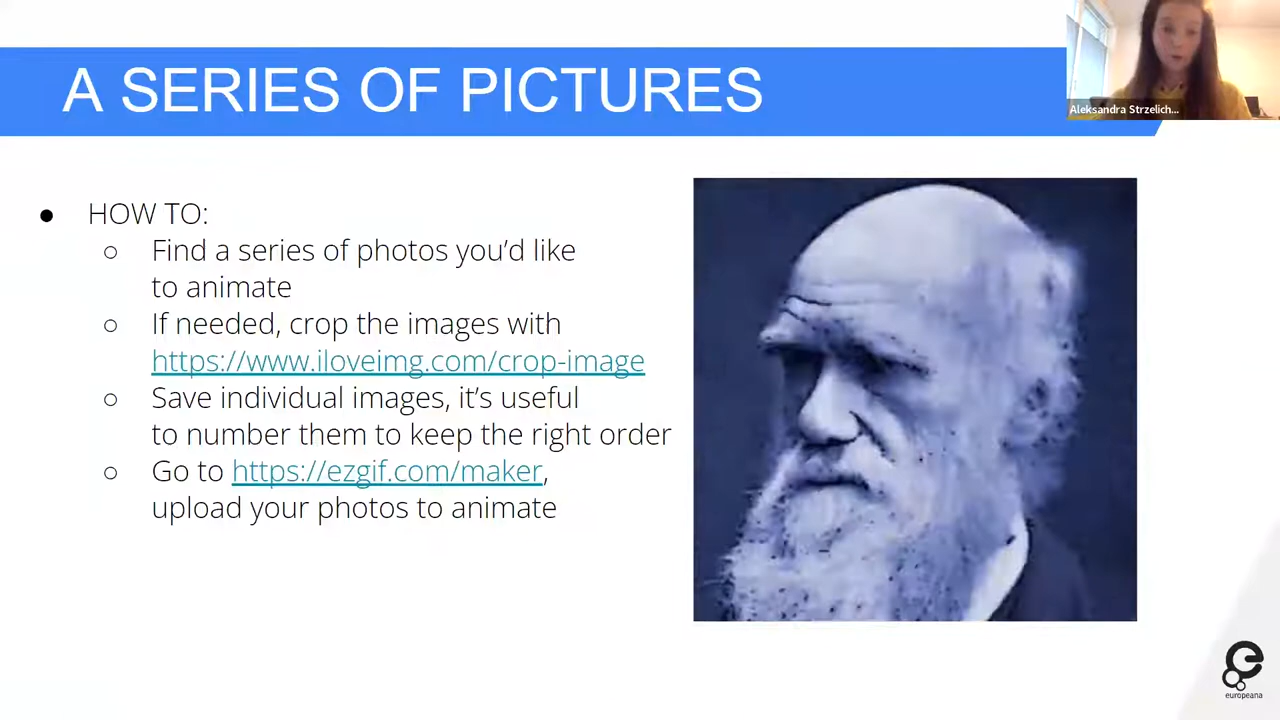 A SERIES OF PICTURES
Aleksandra Strzelich...
● HOW TO:
○ Find a series of photos you’d like
to animate
○ If needed, crop the images with
https://www.iloveimg.com/crop-image
○ Save individual images, it’s useful
to number them to keep the right order
○ Go to https://ezgif.com/maker,
upload your photos to animate
europeana